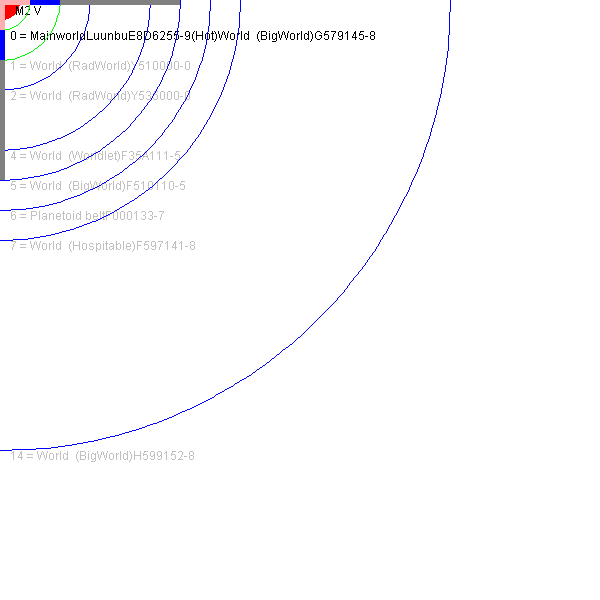 M2 V
0 = MainworldLuunbuE8D6255-9(Hot)World (BigWorld)G579145-8
1 = World (RadWorld)Y510000-0
2 = World (RadWorld)Y535000-0
4 = World (Worldlet)F35A111-5
5 = World (BigWorld)F510110-5
6 = Planetoid beltF000133-7
7 = World (Hospitable)F597141-8
14 = World (BigWorld)H599152-8